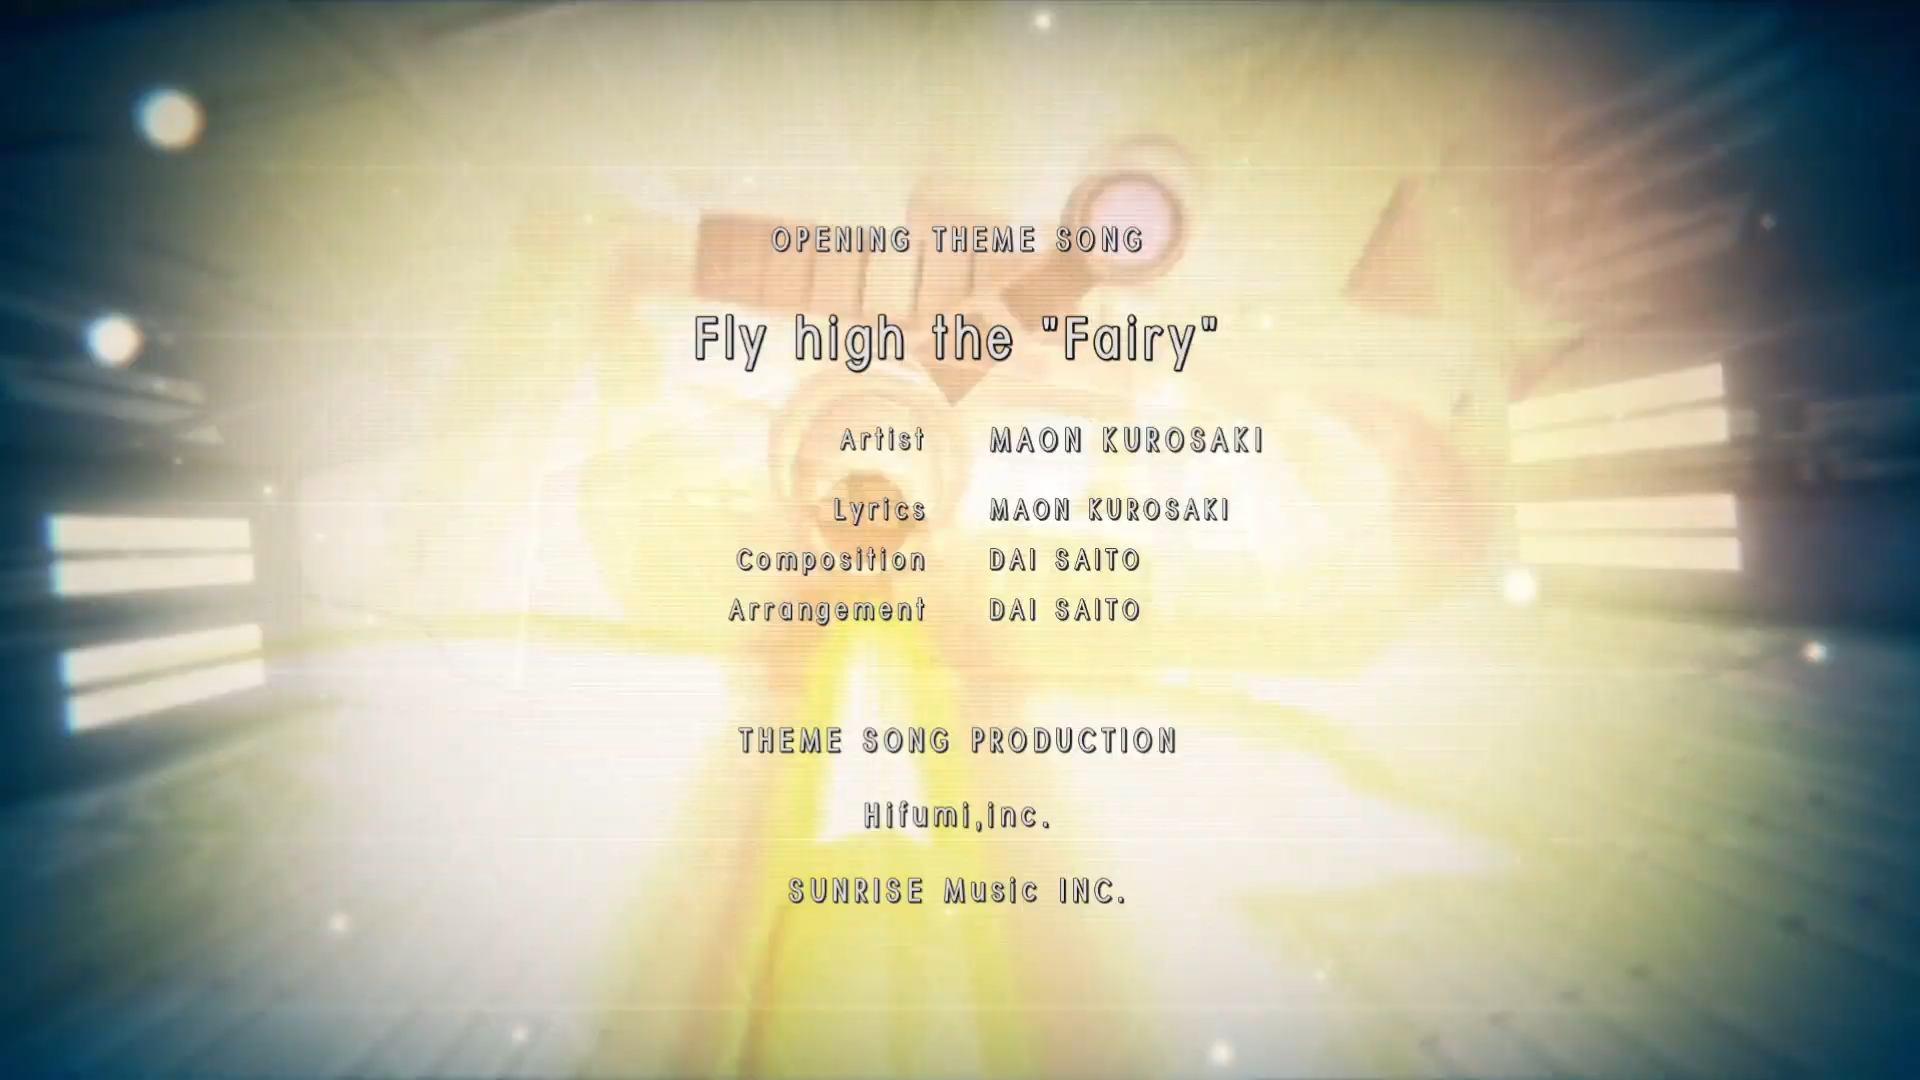 OPENING THEME SONG
Fly high the "Fairy"
Artist MAON KUROSAKI
Lyrics MAON KUROSAKI
Composition DAI SAITO
Arrangement DAI SAITO
THEME SONG PRODUCTION
Hifumi,inc.
SUNRISE Music INC.